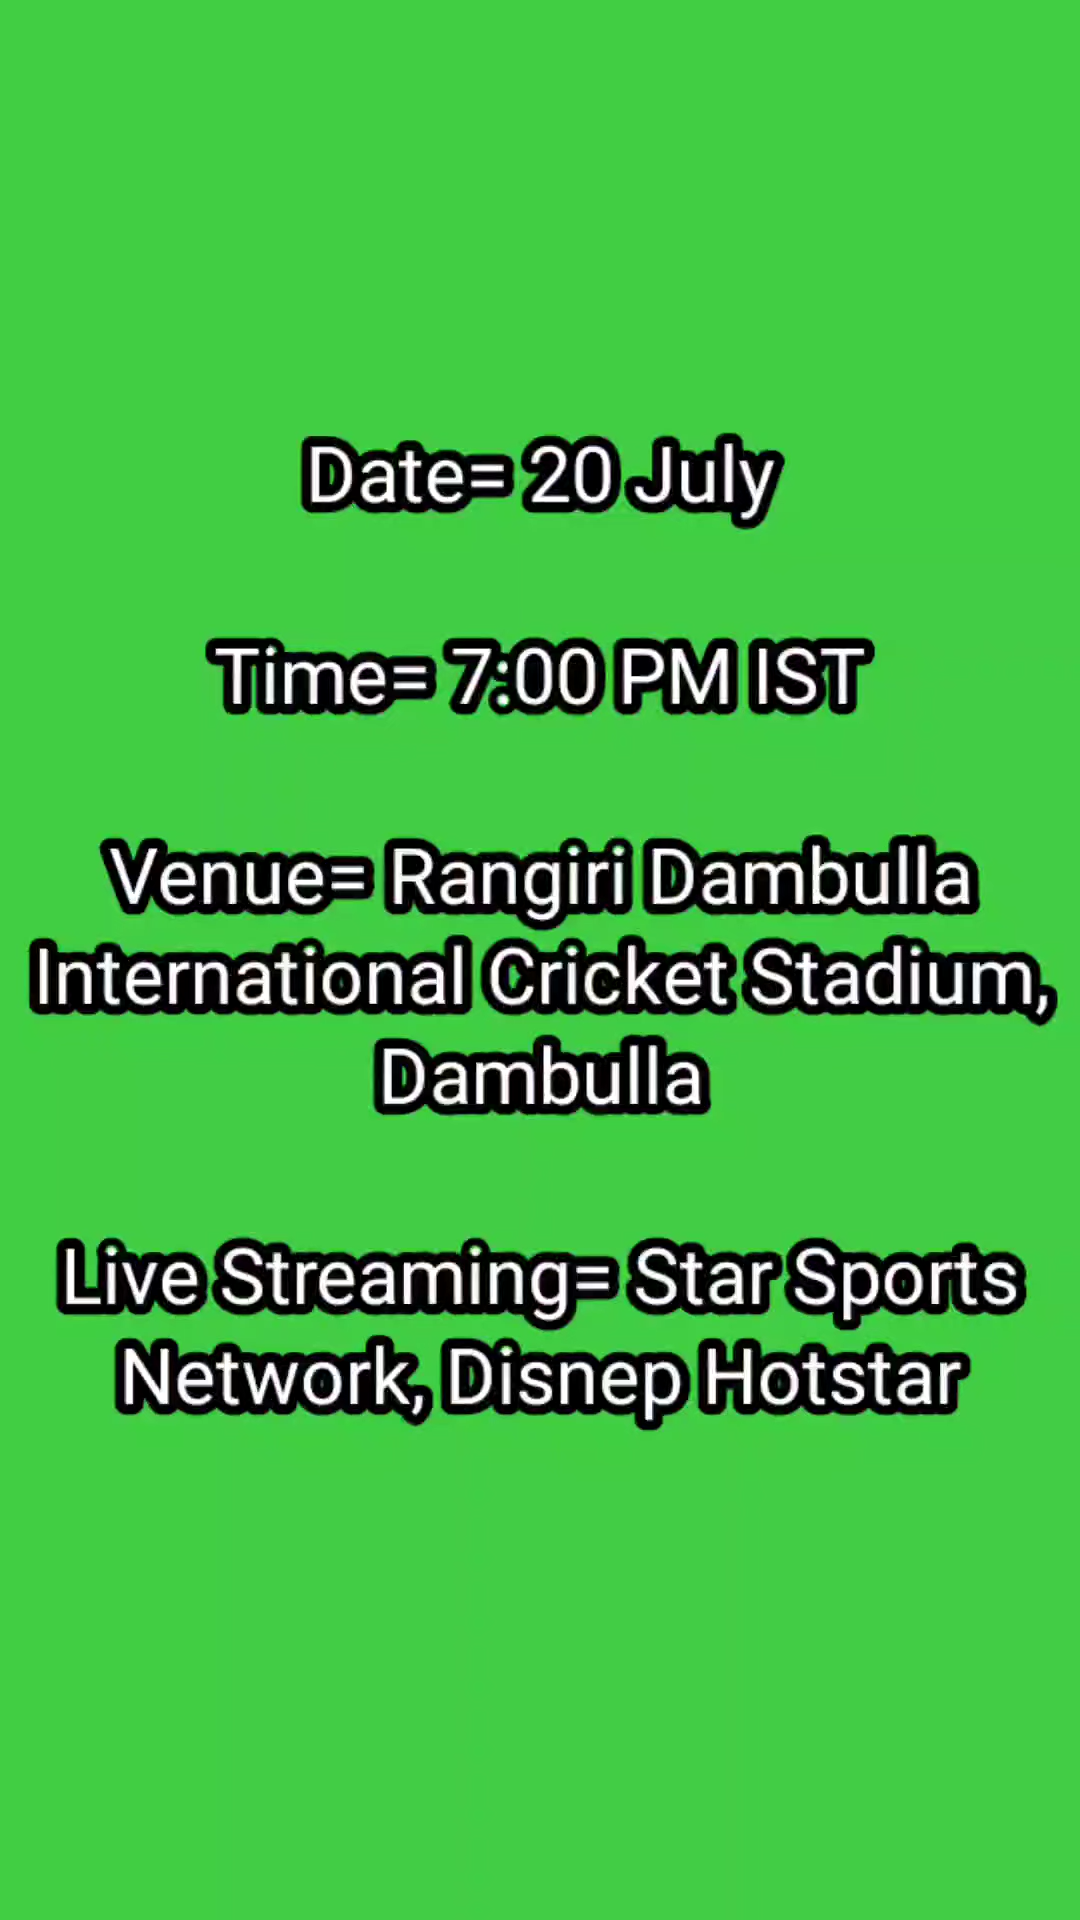 Date= 20 July
Time= 7:00 PM IST
Venue= Rangiri Dambulla
International Cricket Stadium,
Dambulla
Live Streaming= Star Sports
Network, Disnep Hotstar